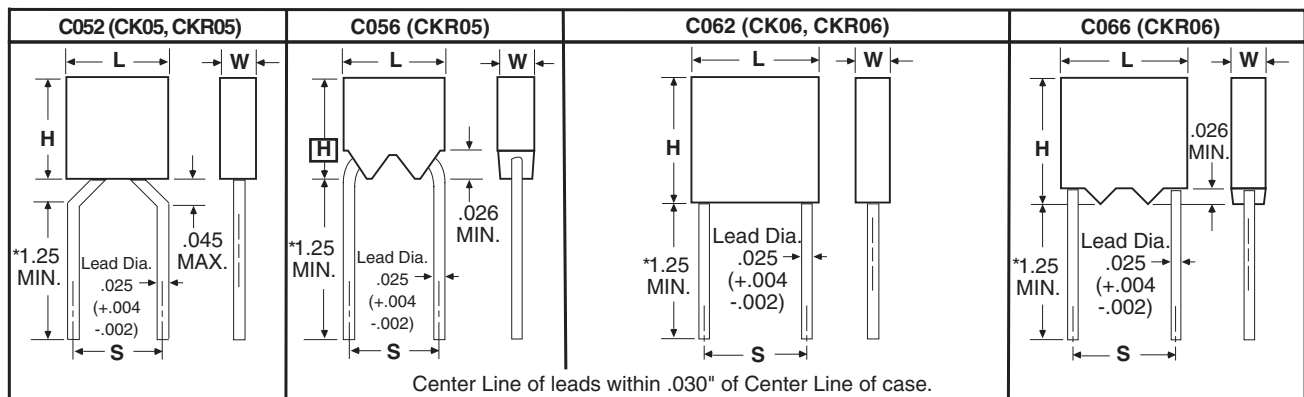 C052 (CK05, CKR05)
L
W
H
*1.25
MIN.
.045
MAX.
Lead Dia.
.025
(+.004
-.002)
S
C056 (CKR05)
L
W
H
.026
MIN.
*1.25
MIN.
Lead Dia.
.025
(+.004
-.002)
S
C062 (CK06, CKR06)
L
W
H
*1.25
MIN.
Lead Dia.
.025
(+.004
-.002)
S
C066 (CKR06)
L
W
H
.026
MIN.
*1.25
MIN.
Lead Dia.
.025
(+.004
-.002)
S
Center Line of leads within .030" of Center Line of case.